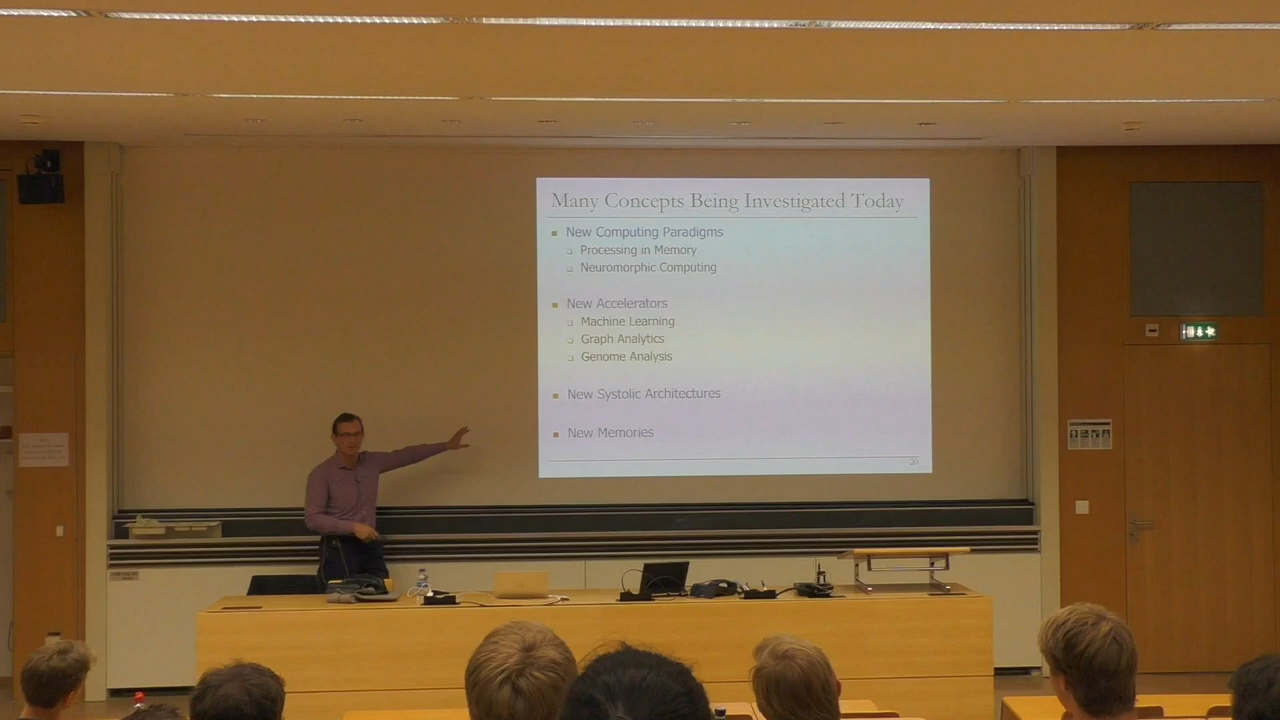 Many Concepts Being Investigated Today
New Computing Paradigms
Processing in Memory
Neuromorphic Computing
New Accelerators
Machine Learning
Graph Analytics
Genome Analysis
New Systolic Architectures
New Memories
20